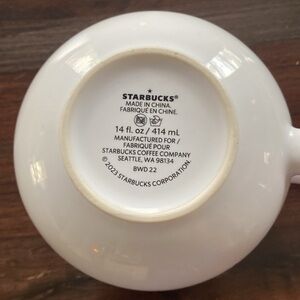 STARBUCKS®
MADE IN CHINA.
FABRIQUÉ EN CHINE.
14 fl. oz / 414 mL
MANUFACTURED FOR /
FABRIQUÉ POUR
STARBUCKS COFFEE COMPANY
SEATTLE, WA 98134
BWD 22
© 2023 STARBUCKS CORPORATION.